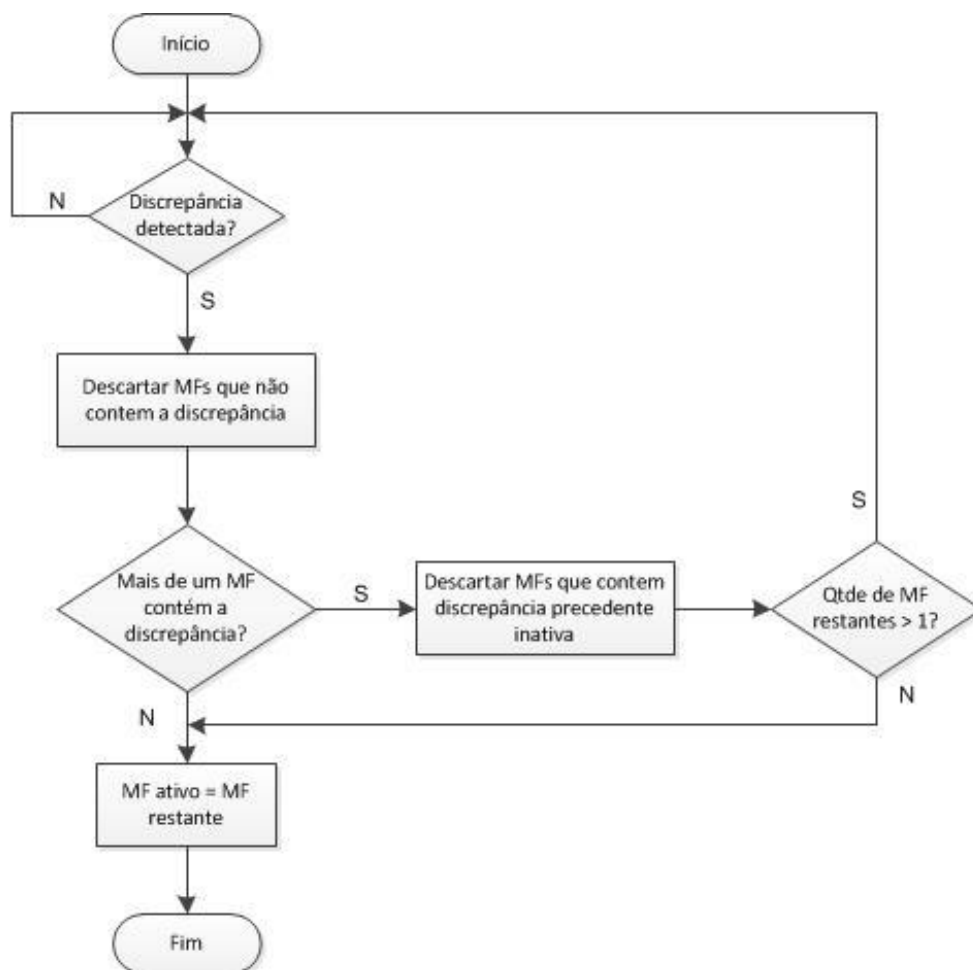 Início
Discrepância
detectada?
N
S
Descartar MFs que não
contem a discrepância
Mais de um MF
contém a
discrepância?
S
Descartar MFs que contem
discrepância precedente
inativa
Qtde de MF
restantes > 1?
S
N
N
MF ativo = MF
restante
Fim